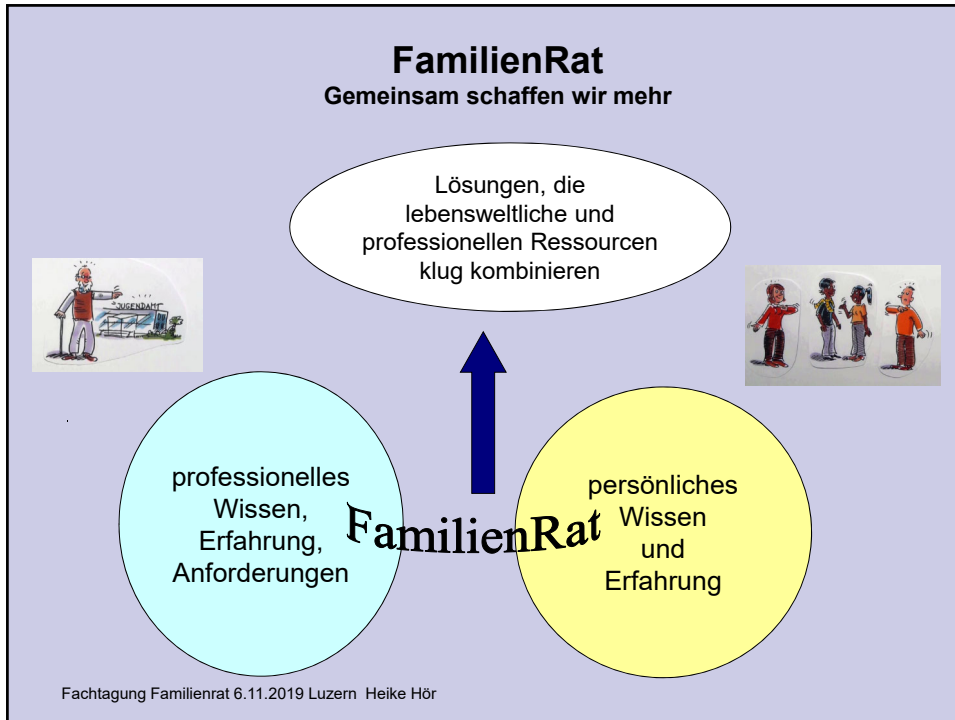 FamilienRat
Gemeinsam schaffen wir mehr
Lösungen, die
lebensweltliche und
professionellen Ressourcen
klug kombinieren
JUGENDAMT
professionelles
Wissen,
Erfahrung,
Anforderungen
FamilienRat
persönliches
Wissen
und
Erfahrung
Fachtagung Familienrat 6.11.2019 Luzern Heike Hör